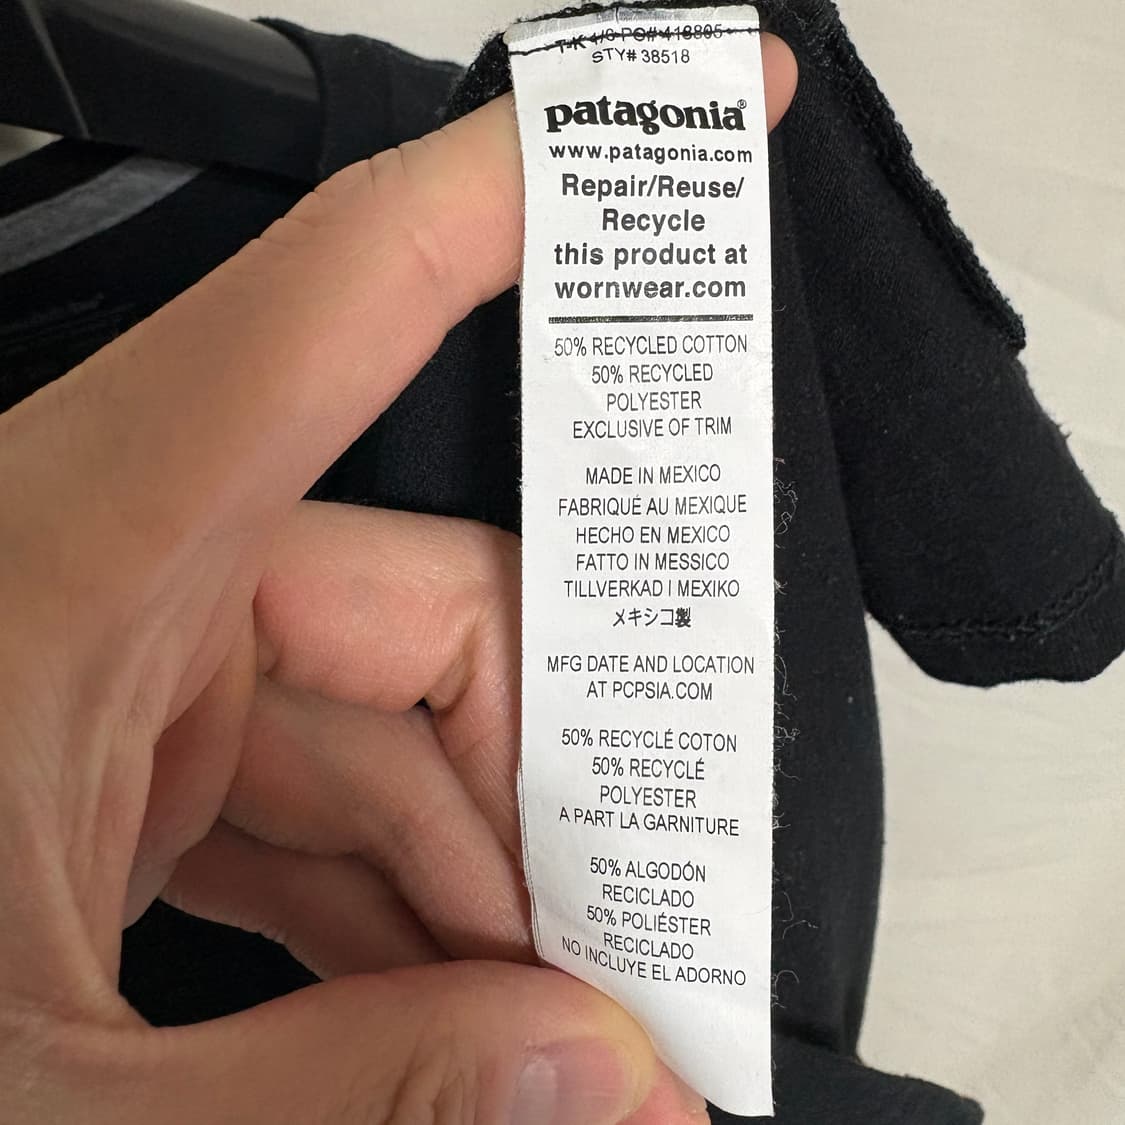 T-K 4/S PO# 418805
STY# 38518
patagonia®
www.patagonia.com
Repair/Reuse/
Recycle
this product at
wornwear.com
50% RECYCLED COTTON
50% RECYCLED
POLYESTER
EXCLUSIVE OF TRIM
MADE IN MEXICO
FABRIQUÉ AU MEXIQUE
HECHO EN MEXICO
FATTO IN MESSICO
TILLVERKAD I MEXIKO
メキシコ製
MFG DATE AND LOCATION
AT PCPSIA.COM
50% RECYCLÉ COTON
50% RECYCLÉ
POLYESTER
A PART LA GARNITURE
50% ALGODÓN
RECICLADO
50% POLIÉSTER
RECICLADO
NO INCLUYE EL ADORNO